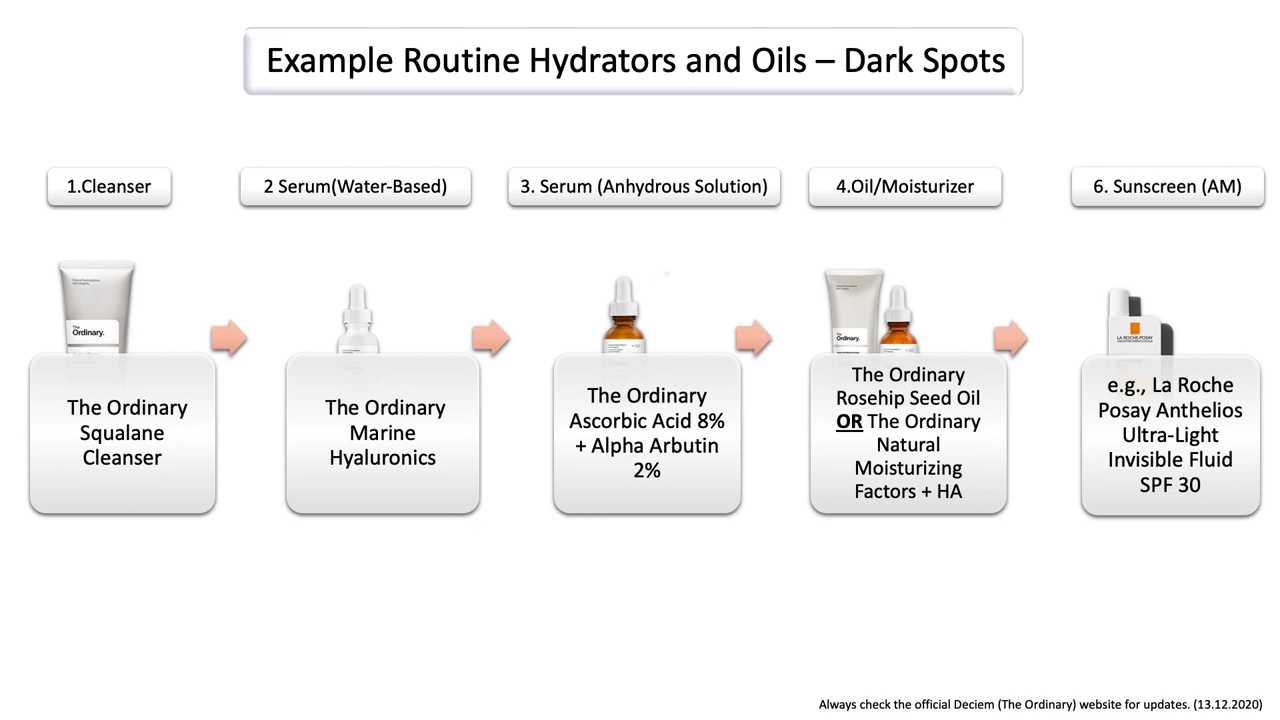 Example Routine Hydrators and Oils – Dark Spots
1.Cleanser
2 Serum(Water-Based)
3. Serum (Anhydrous Solution)
4.Oil/Moisturizer
6. Sunscreen (AM)
The
Ordinary.
The Ordinary
Squalane
Cleanser
The Ordinary
Marine
Hyaluronics
The Ordinary
Ascorbic Acid 8%
+ Alpha Arbutin
2%
The
Ordinary.
The Ordinary
Rosehip Seed Oil
OR The Ordinary
Natural
Moisturizing
Factors + HA
LA ROCHE-POSAY
e.g., La Roche
Posay Anthelios
Ultra-Light
Invisible Fluid
SPF 30
Always check the official Deciem (The Ordinary) website for updates. (13.12.2020)